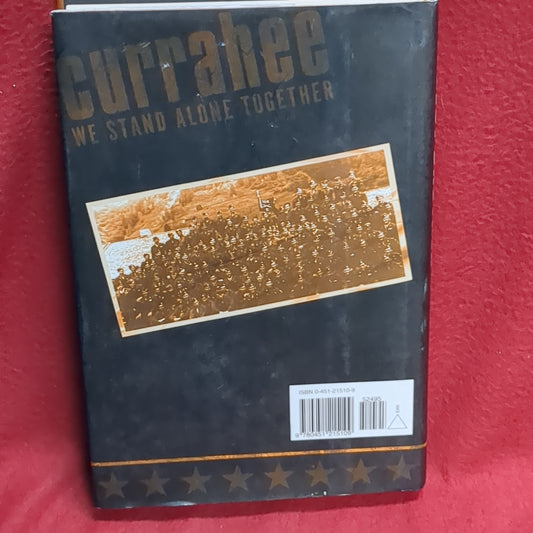 currahee
WE STAND ALONE TOGETHER
ISBN 0-451-21510-9
52495
9 780451 215109